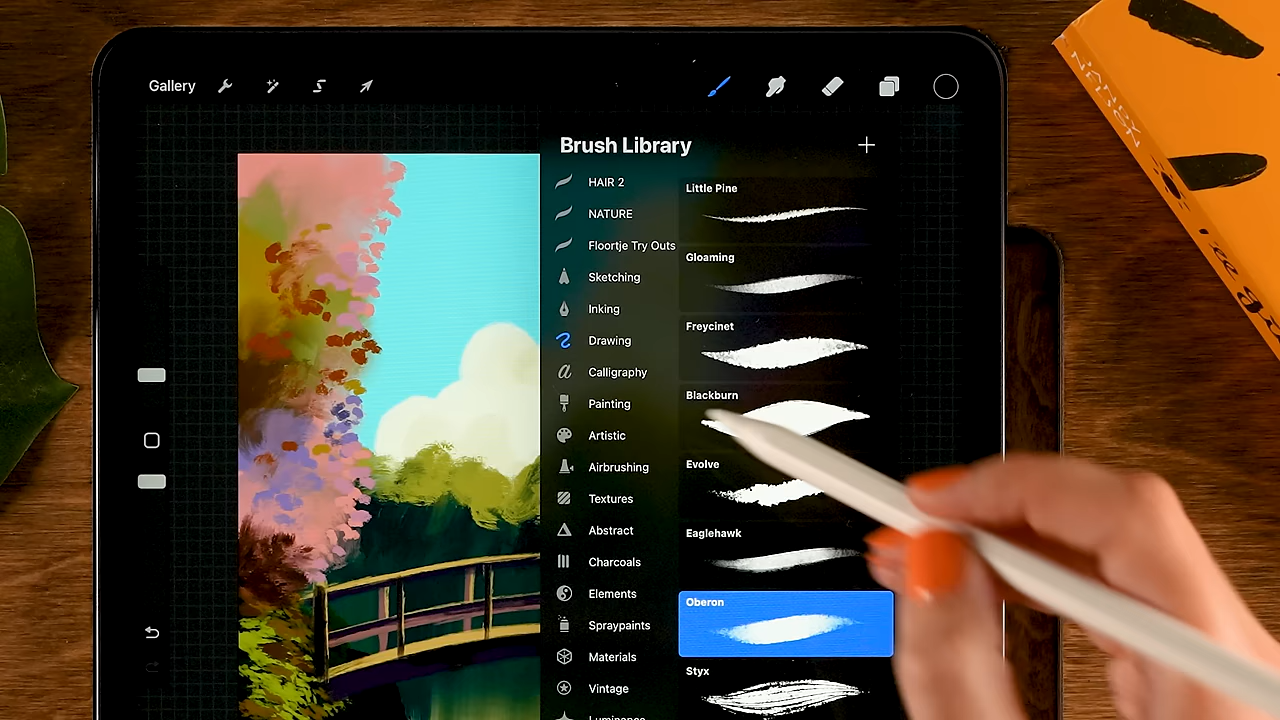 Gallery
Brush Library
HAIR 2
NATURE
Floortje Try Outs
Sketching
Inking
Drawing
Calligraphy
Painting
Artistic
Airbrushing
Textures
Abstract
Charcoals
Elements
Spraypaints
Materials
Vintage
Luminance
Little Pine
Gloaming
Freycinet
Blackburn
Evolve
Eaglehawk
Oberon
Styx